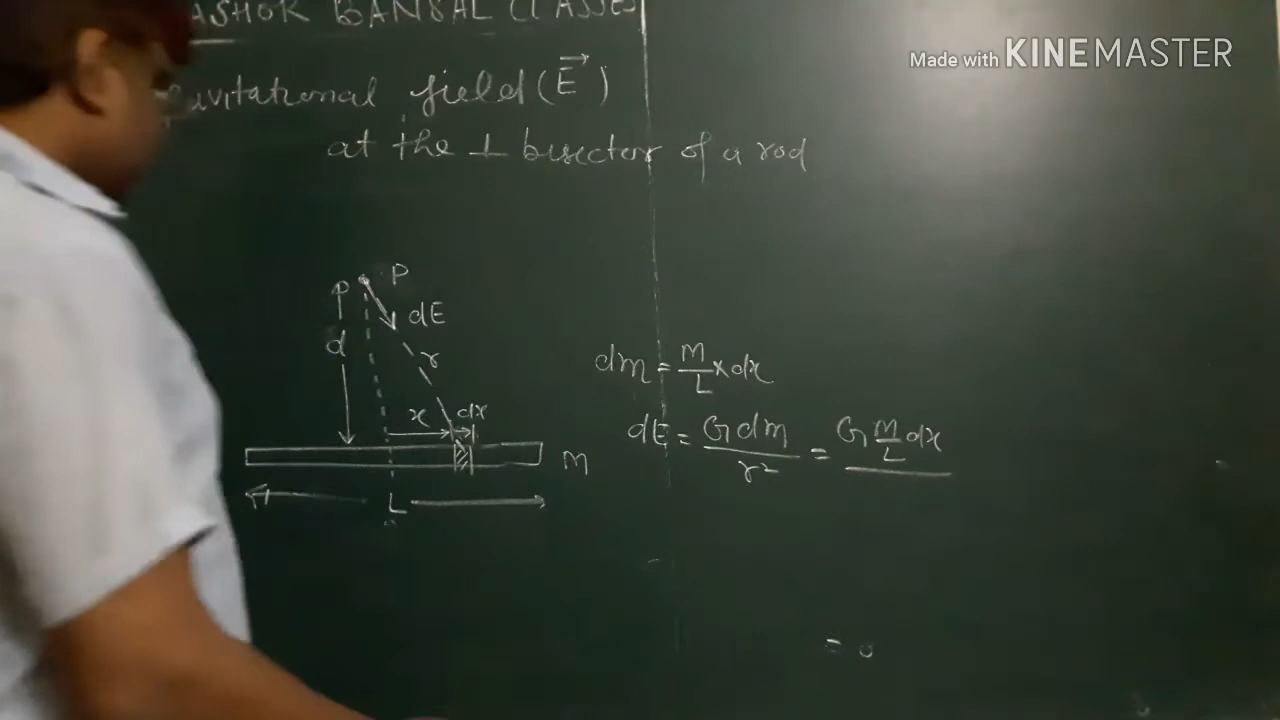 ASHOK BANSAL CLASSES
Made with KINEMASTER
Gravitational field (E⃗)
at the ⊥ bisector of a rod
P
dE
d
r
x dx
M
L
dm = M/L × dx
dE = G dm / r² = G M/L dx
= 0